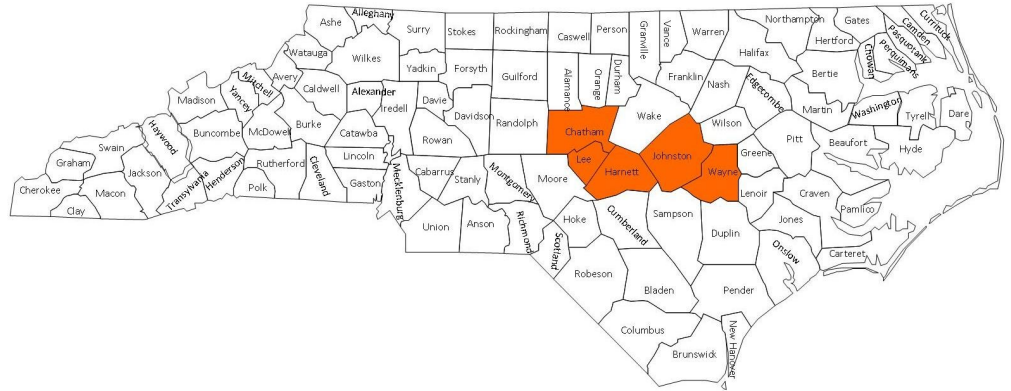 Alleghany
Ashe
Surry
Stokes
Rockingham
Caswell
Person
Granville
Vance
Warren
Northampton
Gates
Currituck
Camden
Pasquotank
Perquimans
Chowan
Hertford
Halifax
Watauga
Wilkes
Yadkin
Forsyth
Guilford
Alamance
Orange
Durham
Franklin
Nash
Edgecombe
Bertie
Avery
Mitchell
Yancey
Madison
Caldwell
Alexander
Iredell
Davie
Davidson
Randolph
Chatham
Wake
Wilson
Martin
Washington
Tyrell
Dare
Buncombe
McDowell
Burke
Catawba
Rowan
Haywood
Swain
Graham
Jackson
Transylvania
Henderson
Rutherford
Polk
Cleveland
Lincoln
Gaston
Mecklenburg
Cabarrus
Stanly
Montgomery
Moore
Lee
Harnett
Johnston
Wayne
Greene
Pitt
Beaufort
Hyde
Cherokee
Macon
Clay
Union
Anson
Richmond
Scotland
Hoke
Cumberland
Sampson
Duplin
Lenoir
Jones
Craven
Pamlico
Carteret
Onslow
Robeson
Bladen
Pender
Columbus
Brunswick
New Hanover